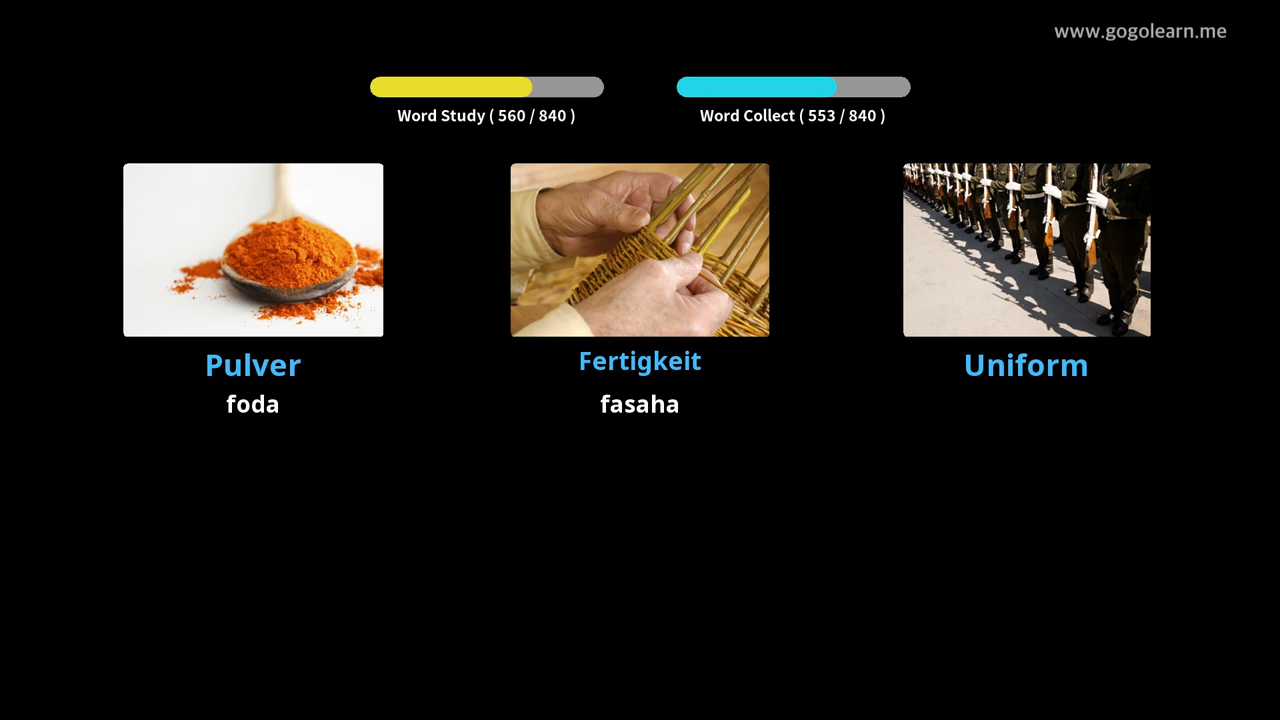 www.gogolearn.me
Word Study ( 560 / 840 )
Word Collect ( 553 / 840 )
Pulver
foda
Fertigkeit
fasaha
Uniform